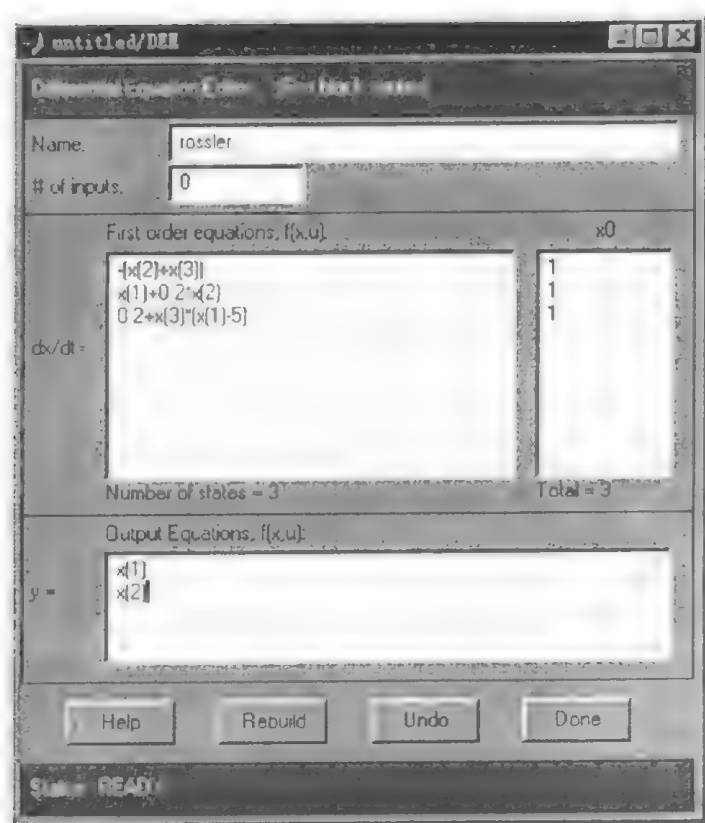 untitled/DEE
Name:
rossler
# of inputs:
0
First order equations, f(x,u):
x0
dx/dt=
-(x(2)+x(3))
x(1)+0.2*x(2)
0.2+x(3)*(x(1)-5)
1
1
1
Number of states = 3
Total = 3
Output Equations, f(x,u):
y =
x(1)
x(2)
Help
Rebuild
Undo
Done
READY